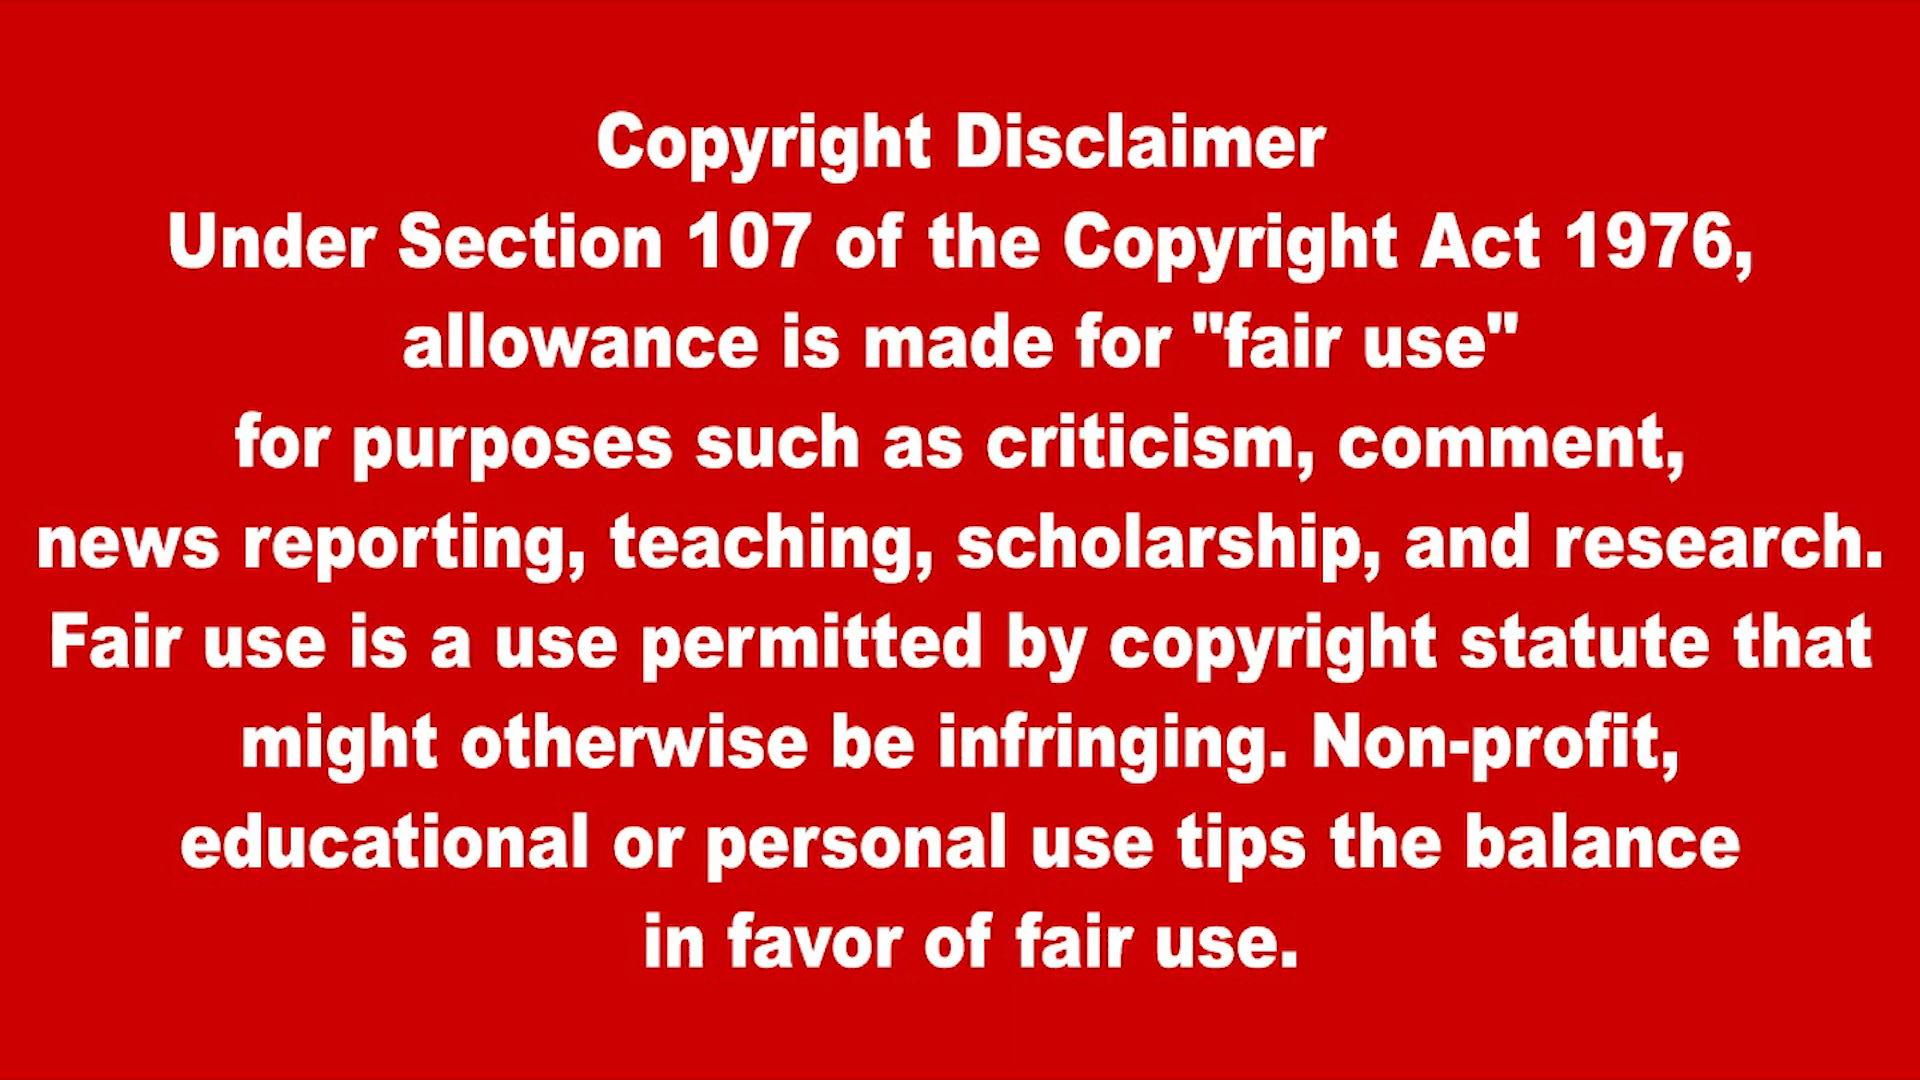 Copyright Disclaimer
Under Section 107 of the Copyright Act 1976,
allowance is made for "fair use"
for purposes such as criticism, comment,
news reporting, teaching, scholarship, and research.
Fair use is a use permitted by copyright statute that
might otherwise be infringing. Non-profit,
educational or personal use tips the balance
in favor of fair use.